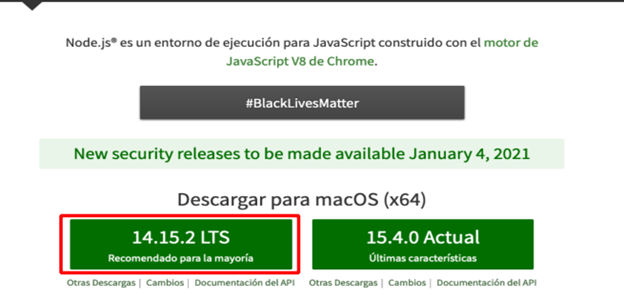 Node.js® es un entorno de ejecución para JavaScript construido con el motor de
JavaScript V8 de Chrome.
#BlackLivesMatter
New security releases to be made available January 4, 2021
Descargar para macOS (x64)
14.15.2 LTS
Recomendado para la mayoría
15.4.0 Actual
Últimas características
Otras Descargas | Cambios | Documentación del API
Otras Descargas | Cambios | Documentación del API